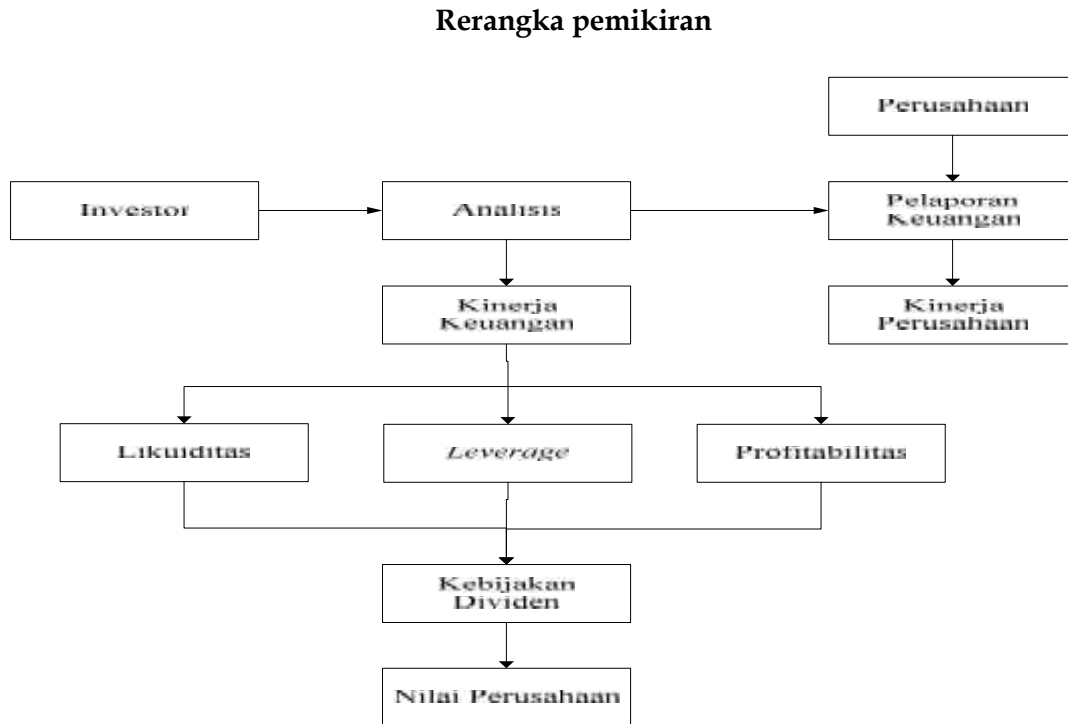 Rerangka pemikiran
Perusahaan
Investor
Analisis
Pelaporan
Keuangan
Kinerja
Keuangan
Kinerja
Perusahaan
Likuiditas
Leverage
Profitabilitas
Kebijakan
Dividen
Nilai Perusahaan